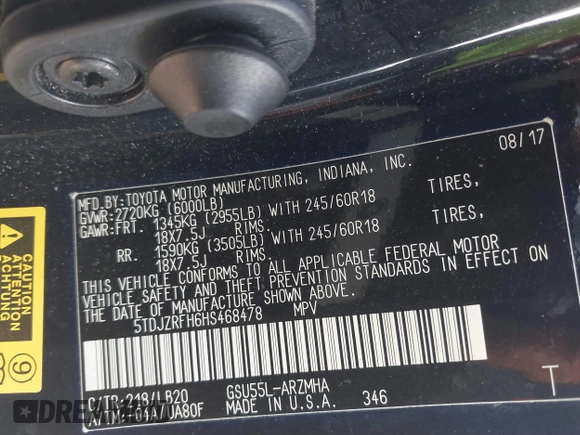 08/17
MFD.BY:TOYOTA MOTOR MANUFACTURING, INDIANA, INC.
GVWR:2720KG (6000LB)
GAWR:FRT. 1345KG (2955LB) WITH 245/60R18 TIRES,
18X7.5J RIMS.
RR. 1590KG (3505LB) WITH 245/60R18 TIRES,
18X7.5J RIMS.
THIS VEHICLE CONFORMS TO ALL APPLICABLE FEDERAL MOTOR
VEHICLE SAFETY AND THEFT PREVENTION STANDARDS IN EFFECT ON
THE DATE OF MANUFACTURE SHOWN ABOVE.
5TDJZRFH6HS468478 MPV
C/TR:218/LB20 GSU55L-ARZMHA
MADE IN U.S.A. 346
T
CAUTION
ATTENTION
ACHTUNG
9